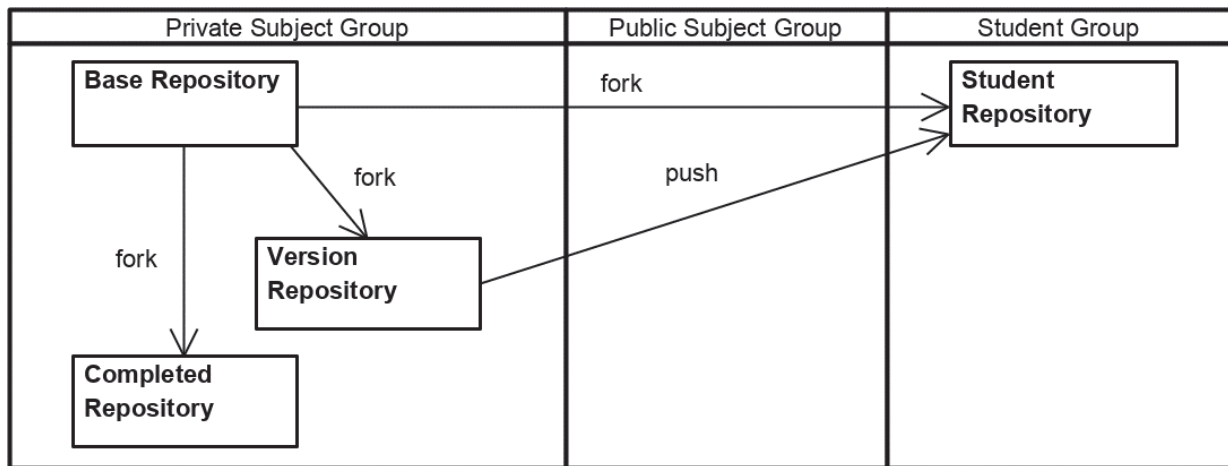 Private Subject Group
Public Subject Group
Student Group
Base Repository
fork
Student
Repository
fork
push
fork
Version
Repository
Completed
Repository